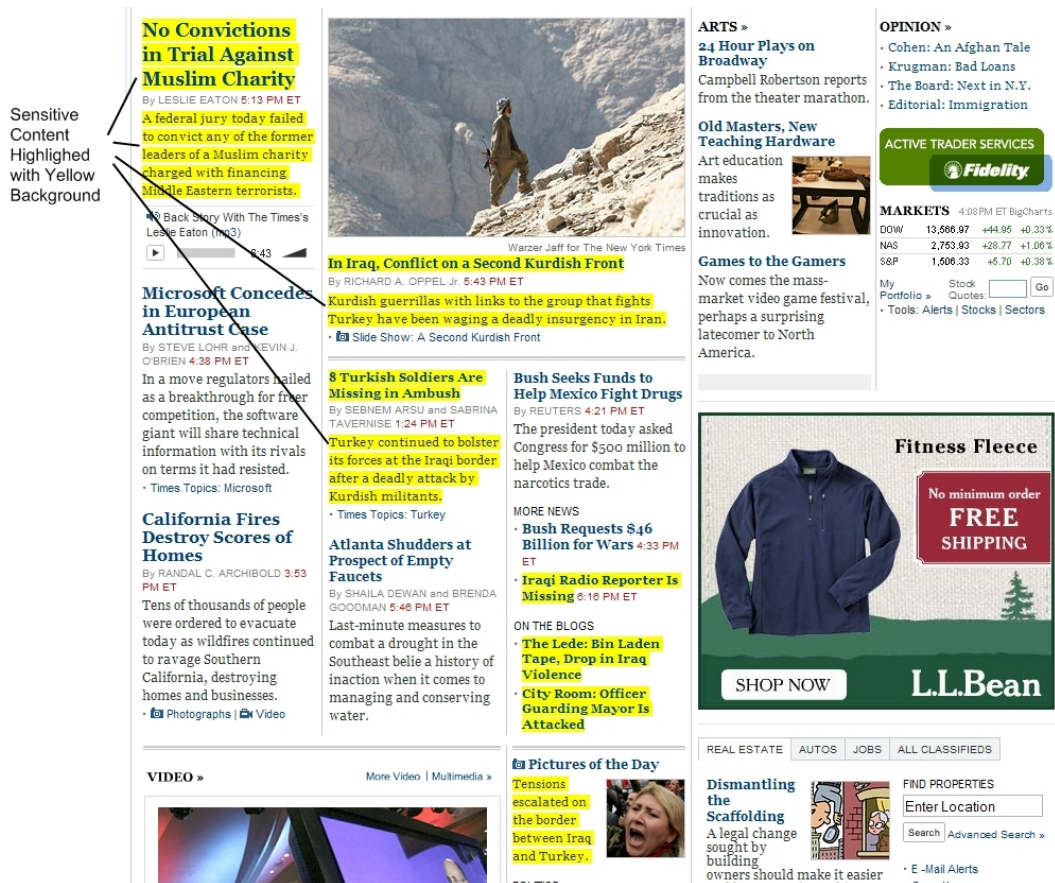 Sensitive
Content
Highlighed
with Yellow
Background
No Convictions
in Trial Against
Muslim Charity
By LESLIE EATON 5:13 PM ET
A federal jury today failed
to convict any of the former
leaders of a Muslim charity
charged with financing
Middle Eastern terrorists.
Back Story With The Times's
Leslie Eaton (mp3)
6:43
Microsoft Concedes
in European
Antitrust Case
By STEVE LOHR and KEVIN J.
O'BRIEN 4:38 PM ET
In a move regulators hailed
as a breakthrough for freer
competition, the software
giant will share technical
information with its rivals
on terms it had resisted.
• Times Topics: Microsoft
California Fires
Destroy Scores of
Homes
By RANDAL C. ARCHIBOLD 3:53
PM ET
Tens of thousands of people
were ordered to evacuate
today as wildfires continued
to ravage Southern
California, destroying
homes and businesses.
• Photographs | Video
Warzer Jaff for The New York Times
In Iraq, Conflict on a Second Kurdish Front
By RICHARD A. OPPEL Jr. 5:43 PM ET
Kurdish guerrillas with links to the group that fights
Turkey have been waging a deadly insurgency in Iran.
• Slide Show: A Second Kurdish Front
8 Turkish Soldiers Are
Missing in Ambush
By SEBNEM ARSU and SABRINA
TAVERNISE 1:24 PM ET
Turkey continued to bolster
its forces at the Iraqi border
after a deadly attack by
Kurdish militants.
• Times Topics: Turkey
Atlanta Shudders at
Prospect of Empty
Faucets
By SHAILA DEWAN and BRENDA
GOODMAN 5:46 PM ET
Last-minute measures to
combat a drought in the
Southeast belie a history of
inaction when it comes to
managing and conserving
water.
Bush Seeks Funds to
Help Mexico Fight Drugs
By REUTERS 4:21 PM ET
The president today asked
Congress for $500 million to
help Mexico combat the
narcotics trade.
MORE NEWS
• Bush Requests $46
Billion for Wars 4:33 PM
ET
• Iraqi Radio Reporter Is
Missing 6:16 PM ET
ON THE BLOGS
• The Lede: Bin Laden
Tape, Drop in Iraq
Violence
• City Room: Officer
Guarding Mayor Is
Attacked
VIDEO »
More Video | Multimedia »
Pictures of the Day
Tensions
escalated on
the border
between Iraq
and Turkey.
POLITICS
ARTS »
24 Hour Plays on
Broadway
Campbell Robertson reports
from the theater marathon.
Old Masters, New
Teaching Hardware
Art education
makes
traditions as
crucial as
innovation.
Games to the Gamers
Now comes the mass-
market video game festival,
perhaps a surprising
latecomer to North
America.
OPINION »
• Cohen: An Afghan Tale
• Krugman: Bad Loans
• The Board: Next in N.Y.
• Editorial: Immigration
ACTIVE TRADER SERVICES
Fidelity
MARKETS 4:08PM ET BigCharts
DOW 13,566.97 +44.95 +0.33%
NAS 2,753.93 +28.77 +1.06%
S&P 1,506.33 +5.70 +0.38%
My
Portfolio »
Stock
Quotes:
Go
• Tools: Alerts | Stocks | Sectors
Fitness Fleece
No minimum order
FREE
SHIPPING
SHOP NOW
L.L.Bean
REAL ESTATE AUTOS JOBS ALL CLASSIFIEDS
Dismantling
the
Scaffolding
A legal change
sought by
building
owners should make it easier
FIND PROPERTIES
Enter Location
Search Advanced Search »
• E-Mail Alerts